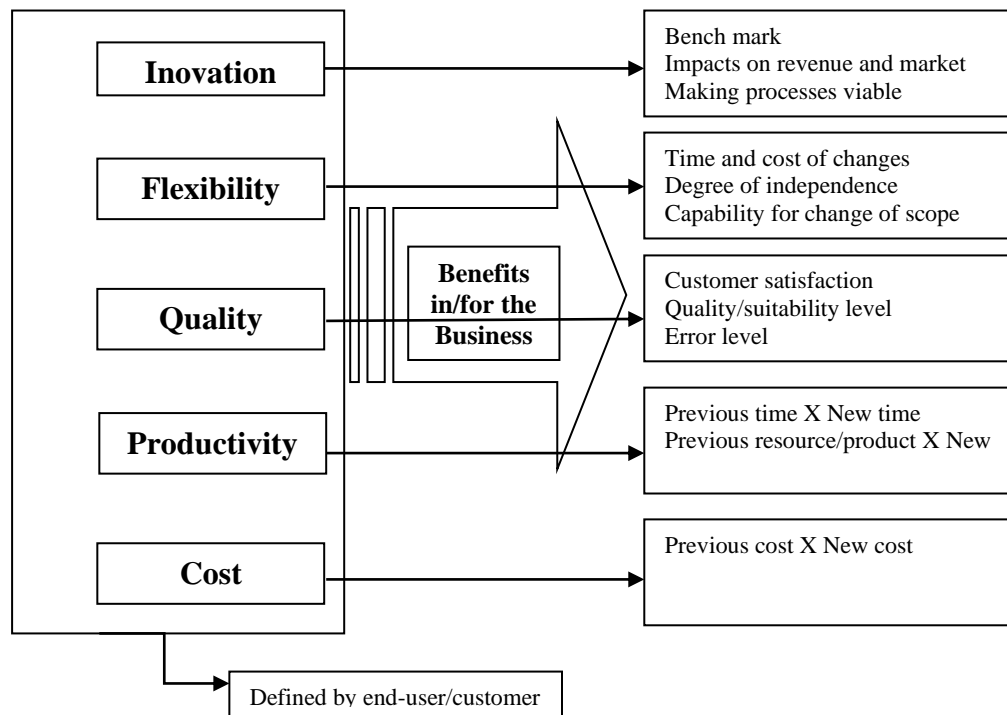 Inovation
Bench mark
Impacts on revenue and market
Making processes viable
Flexibility
Time and cost of changes
Degree of independence
Capability for change of scope
Benefits
in/for the
Business
Quality
Customer satisfaction
Quality/suitability level
Error level
Productivity
Previous time X New time
Previous resource/product X New
Cost
Previous cost X New cost
Defined by end-user/customer